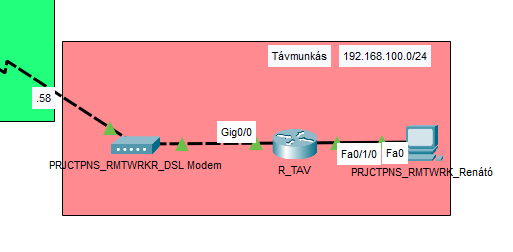 Távmunkás 192.168.100.0/24
.58
Gig0/0
Fa0/1/0 Fa0
PRJCTPNS_RMTWRKR_DSL Modem
R_TAV
PRJCTPNS_RMTWRK_Renátó